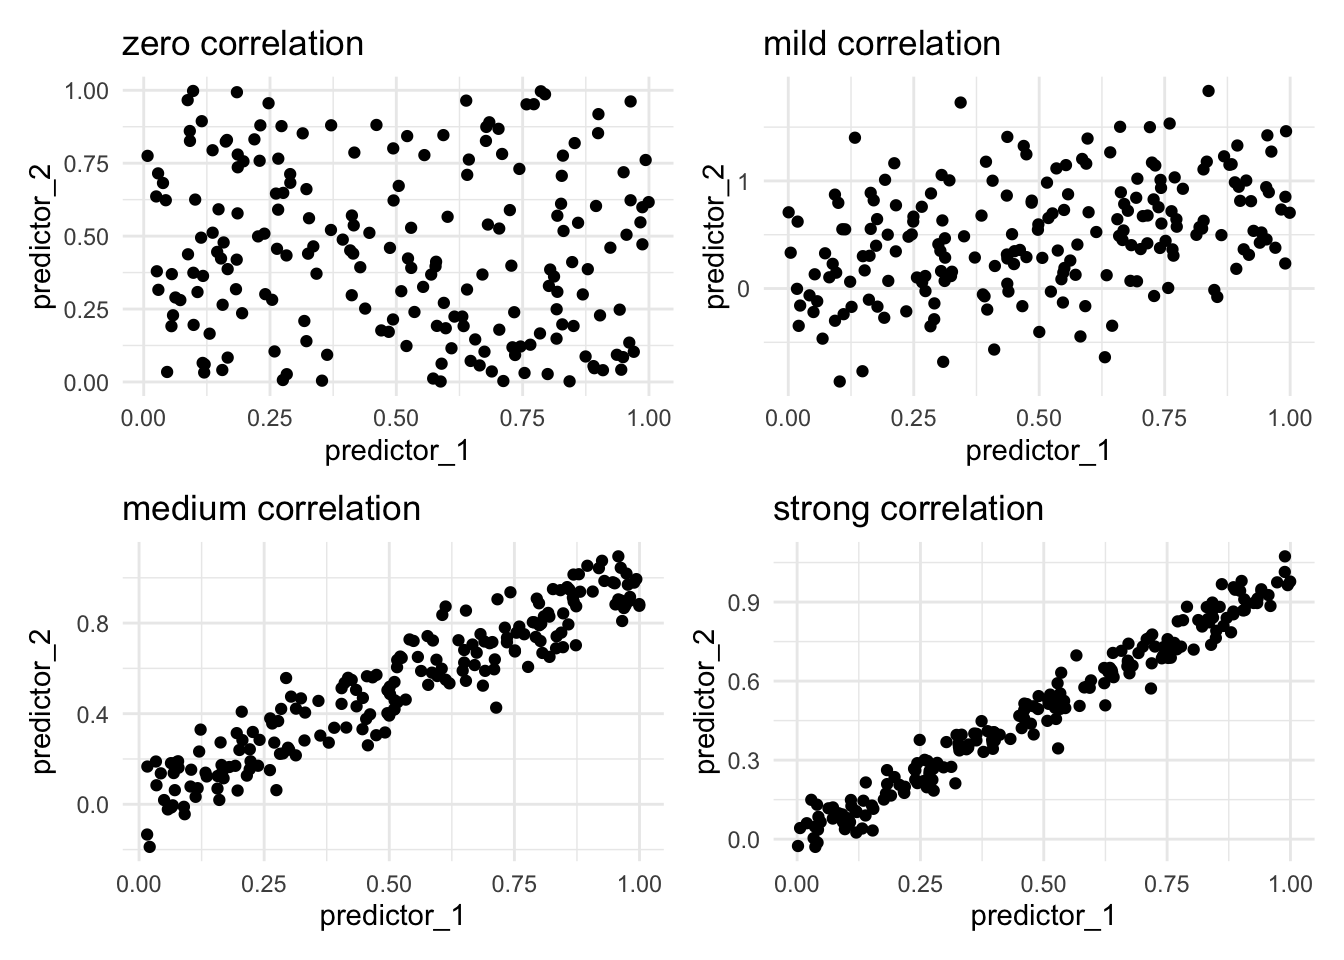 zero correlation
1.00
0.75
0.50
0.25
0.00
predictor_2
0.00 0.25 0.50 0.75 1.00
predictor_1
mild correlation
1
0
predictor_2
0.00 0.25 0.50 0.75 1.00
predictor_1
medium correlation
0.8
0.4
0.0
predictor_2
0.00 0.25 0.50 0.75 1.00
predictor_1
strong correlation
0.9
0.6
0.3
0.0
predictor_2
0.00 0.25 0.50 0.75 1.00
predictor_1